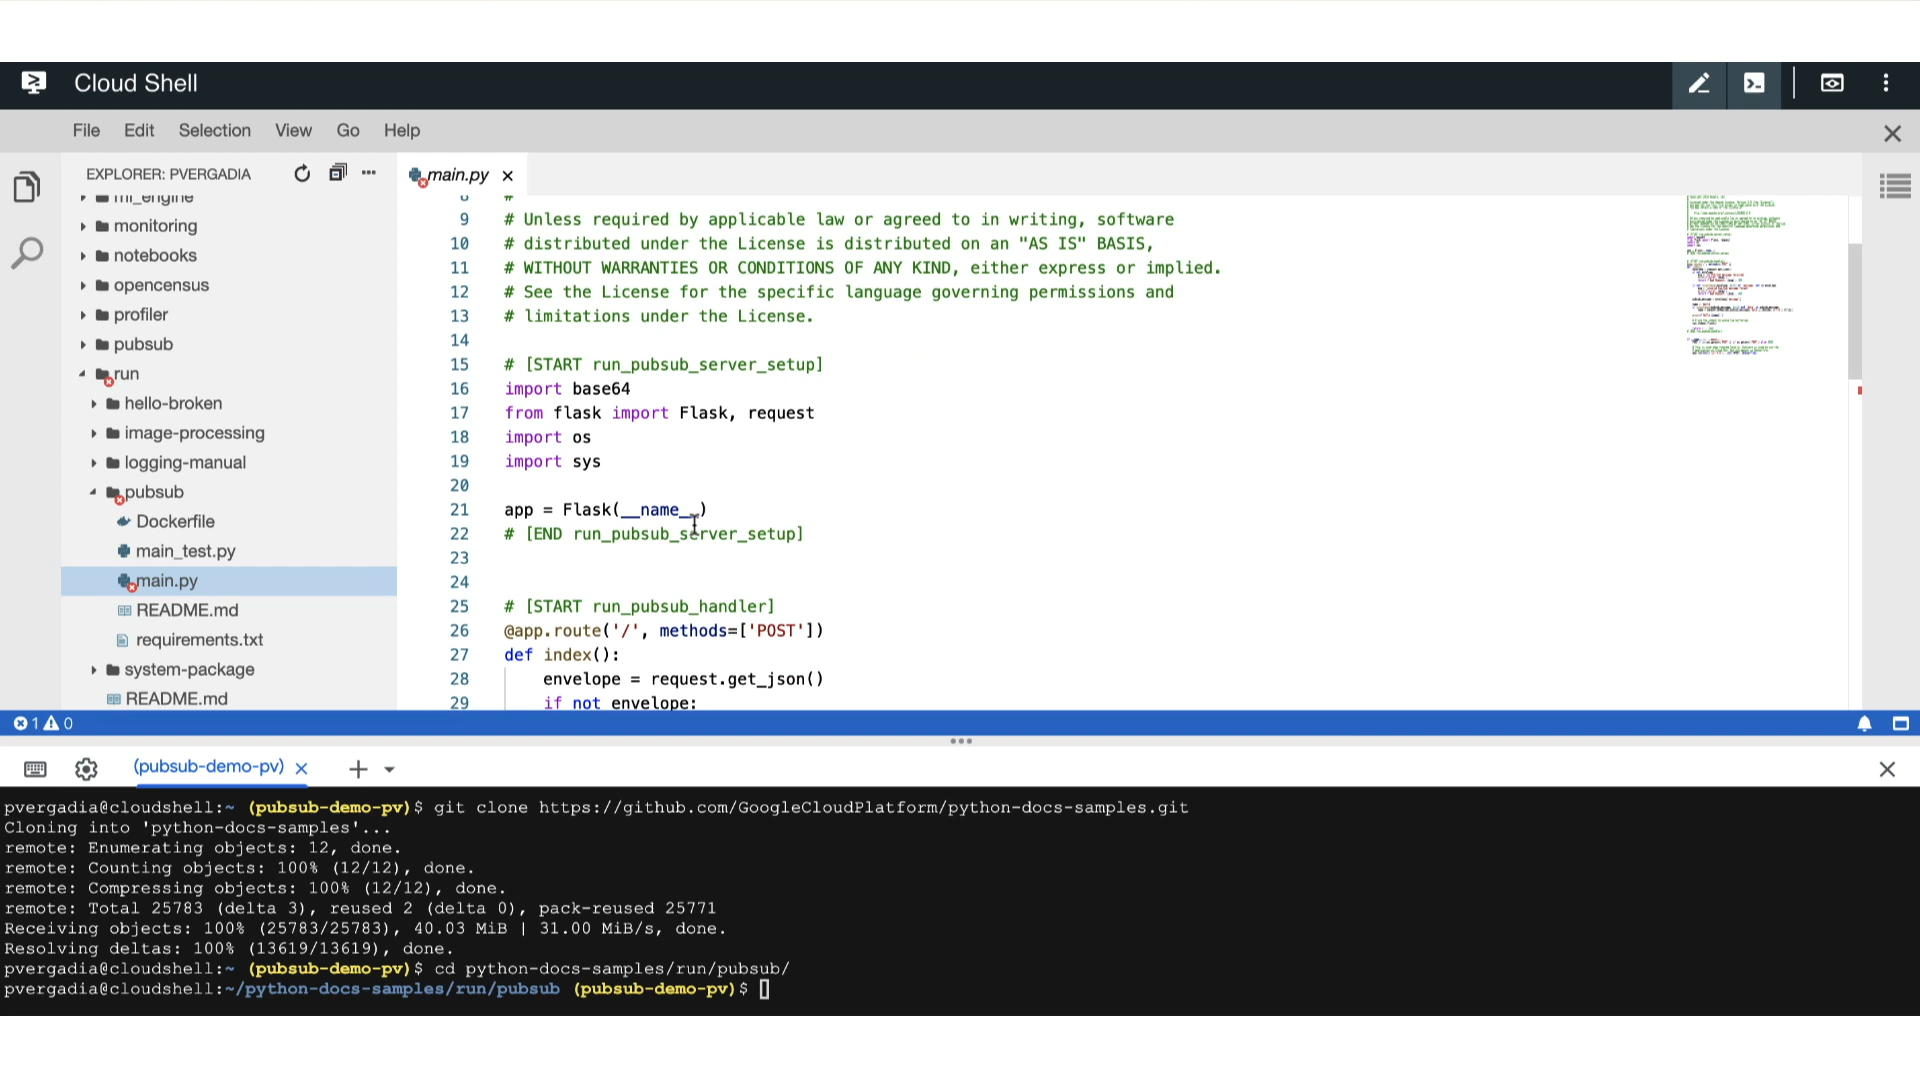 Cloud Shell
File Edit Selection View Go Help
EXPLORER: PVERGADIA
ml_engine
monitoring
notebooks
opencensus
profiler
pubsub
run
hello-broken
image-processing
logging-manual
pubsub
Dockerfile
main_test.py
main.py
README.md
requirements.txt
system-package
README.md
main.py
8 #
9 # Unless required by applicable law or agreed to in writing, software
10 # distributed under the License is distributed on an "AS IS" BASIS,
11 # WITHOUT WARRANTIES OR CONDITIONS OF ANY KIND, either express or implied.
12 # See the License for the specific language governing permissions and
13 # limitations under the License.
14
15 # [START run_pubsub_server_setup]
16 import base64
17 from flask import Flask, request
18 import os
19 import sys
20
21 app = Flask(__name__)
22 # [END run_pubsub_server_setup]
23
24
25 # [START run_pubsub_handler]
26 @app.route('/', methods=['POST'])
27 def index():
28 envelope = request.get_json()
29 if not envelope:
1 0
(pubsub-demo-pv)
pvergadia@cloudshell:~ (pubsub-demo-pv)$ git clone https://github.com/GoogleCloudPlatform/python-docs-samples.git
Cloning into 'python-docs-samples'...
remote: Enumerating objects: 12, done.
remote: Counting objects: 100% (12/12), done.
remote: Compressing objects: 100% (12/12), done.
remote: Total 25783 (delta 3), reused 2 (delta 0), pack-reused 25771
Receiving objects: 100% (25783/25783), 40.03 MiB | 31.00 MiB/s, done.
Resolving deltas: 100% (13619/13619), done.
pvergadia@cloudshell:~ (pubsub-demo-pv)$ cd python-docs-samples/run/pubsub/
pvergadia@cloudshell:~/python-docs-samples/run/pubsub (pubsub-demo-pv)$